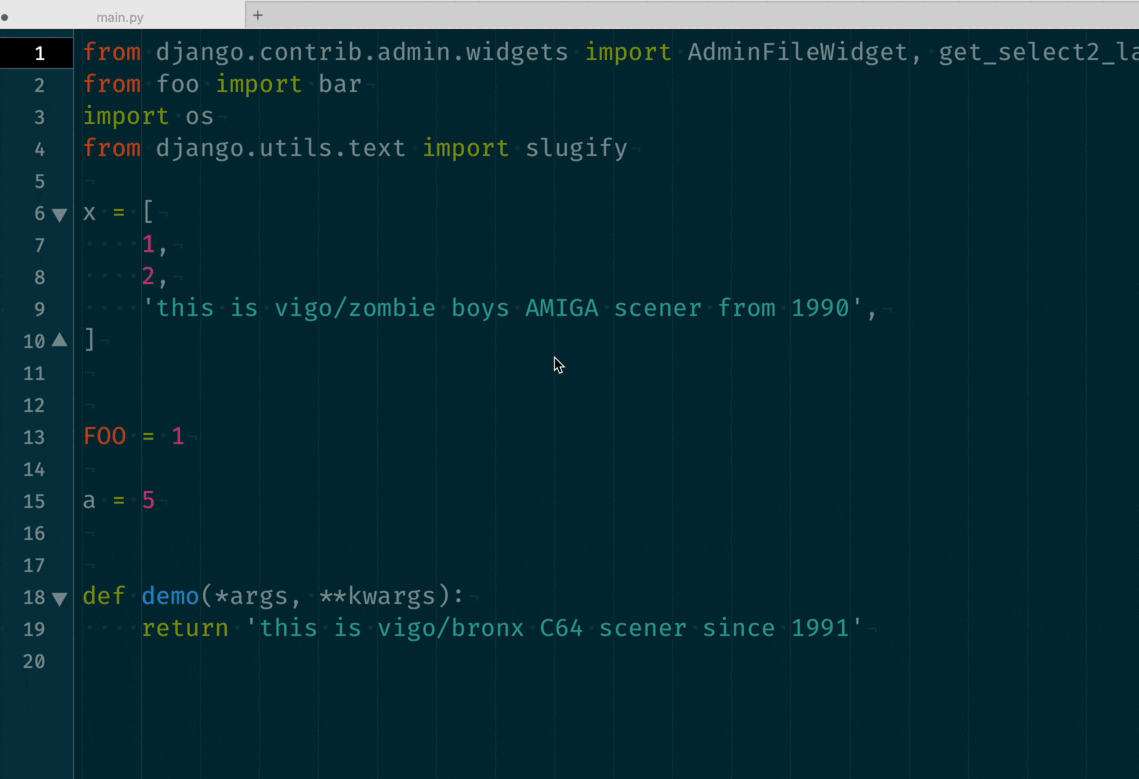 main.py +
1 from django.contrib.admin.widgets import AdminFileWidget, get_select2_la
2 from foo import bar
3 import os
4 from django.utils.text import slugify
5
6 x = [
7     1,
8     2,
9     'this is vigo/zombie boys AMIGA scener from 1990',
10 ]
11
12
13 FOO = 1
14
15 a = 5
16
17
18 def demo(*args, **kwargs):
19     return 'this is vigo/bronx C64 scener since 1991'
20